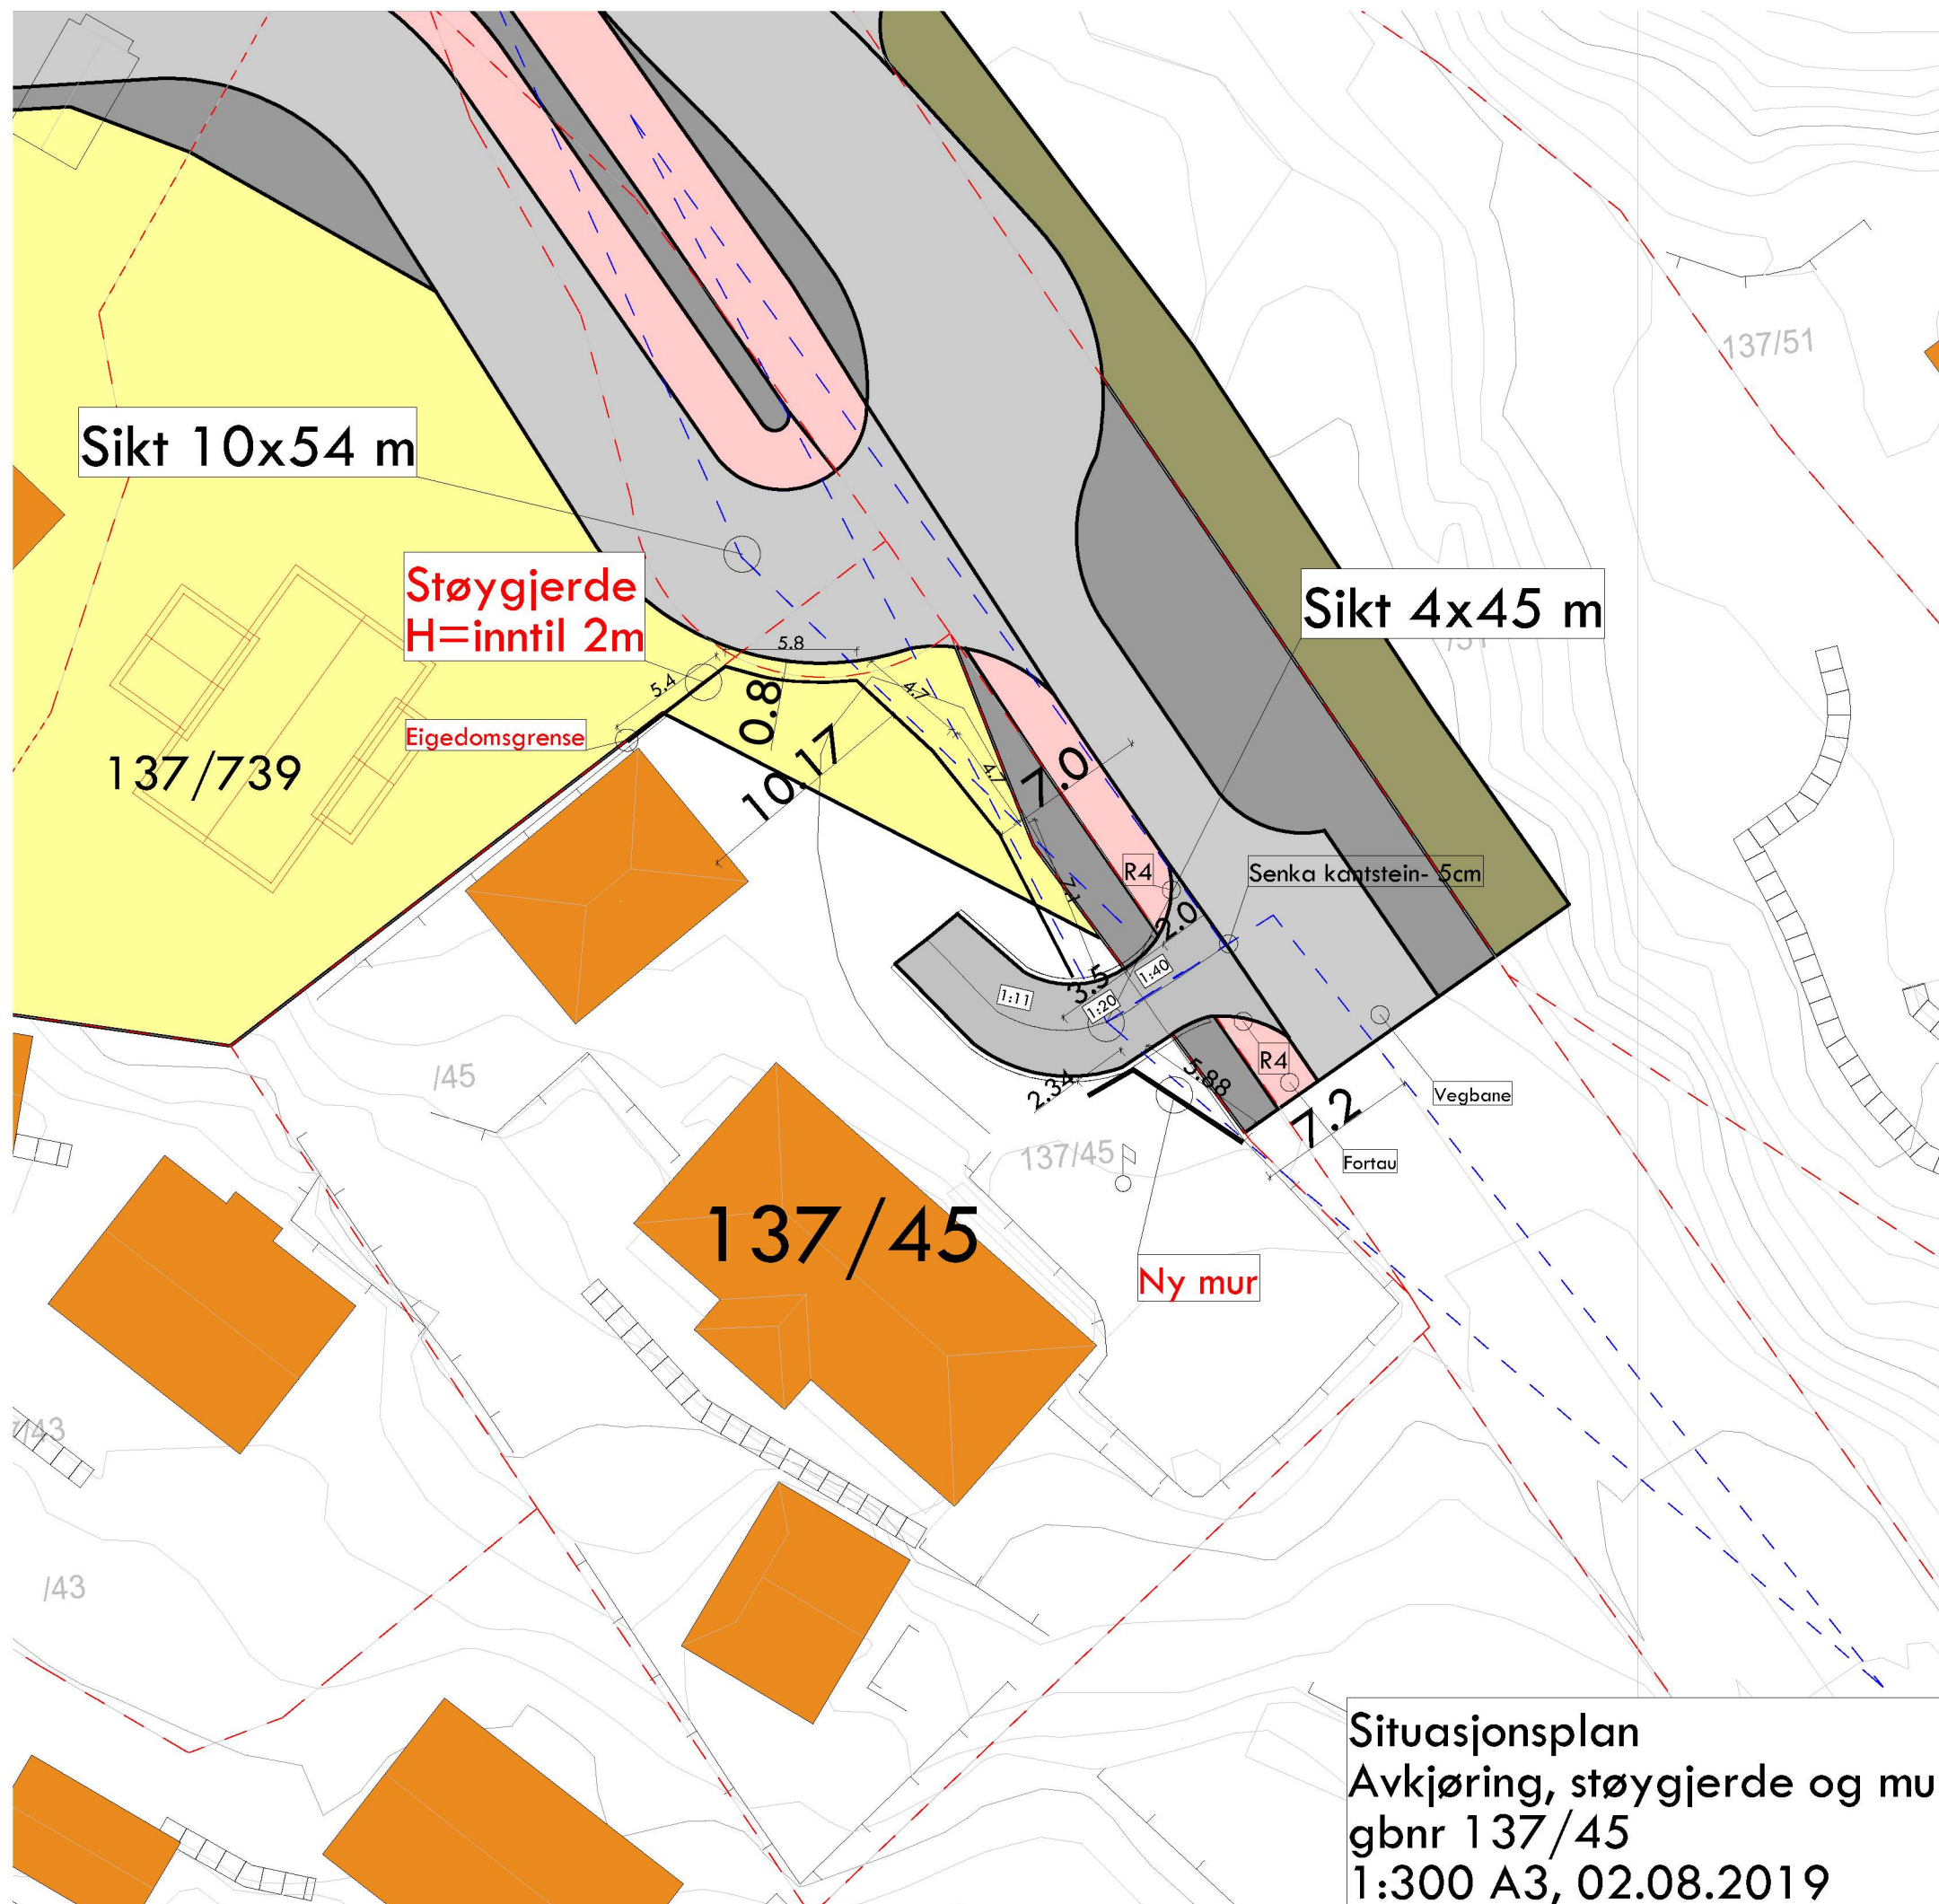 137/51
Sikt 10x54 m
Støygjerde
H=inntil 2m
Sikt 4x45 m
/51
5.8
5.4
4.7
0.8
Eigedomsgrense
137/739
10.17
4.7
7.0
R4
Senka kantstein- 5cm
7.1
2.0
1:40
3.5
1:11
1:20
R4
5.88
2.34
/45
7.2
Vegbane
137/45
Fortau
137/45
Ny mur
/43
/43
Situasjonsplan
Avkjøring, støygjerde og mu
gbnr 137/45
1:300 A3, 02.08.2019